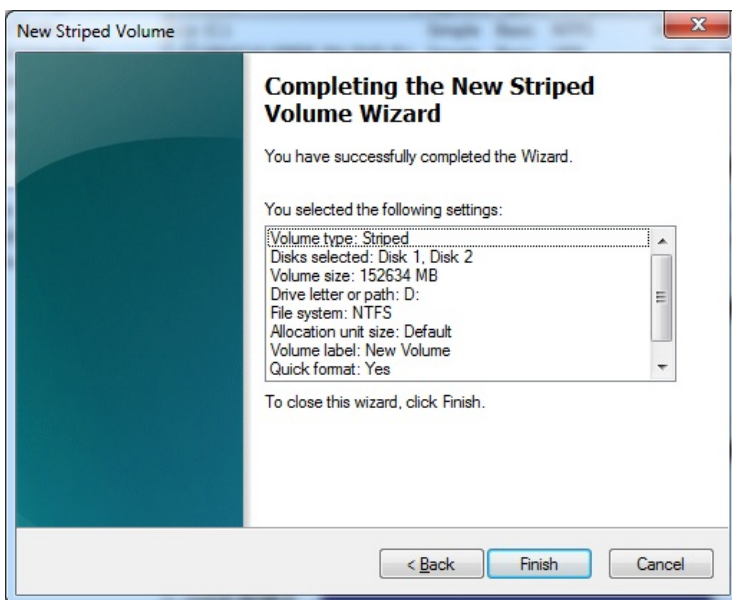 New Striped Volume
Completing the New Striped
Volume Wizard
You have successfully completed the Wizard.
You selected the following settings:
Volume type: Striped
Disks selected: Disk 1, Disk 2
Volume size: 152634 MB
Drive letter or path: D:
File system: NTFS
Allocation unit size: Default
Volume label: New Volume
Quick format: Yes
To close this wizard, click Finish.
< Back
Finish
Cancel